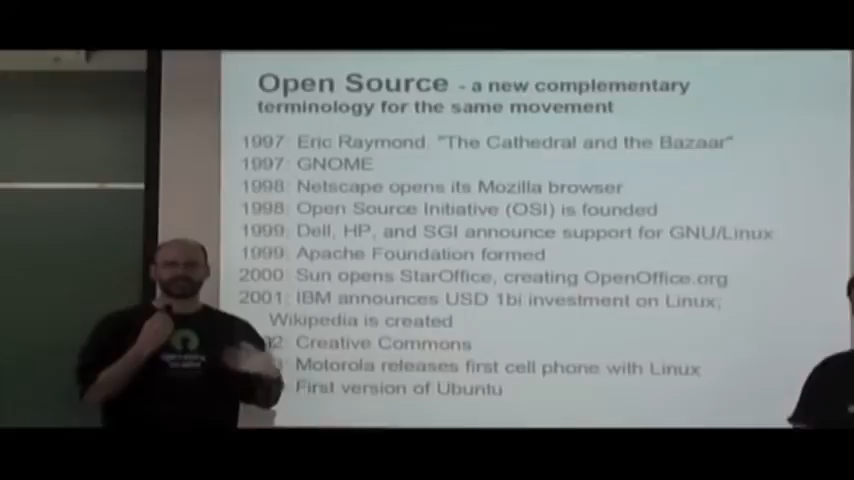 Open Source - a new complementary
terminology for the same movement
1997: Eric Raymond, "The Cathedral and the Bazaar"
1997: GNOME
1998: Netscape opens its Mozilla browser
1998: Open Source Initiative (OSI) is founded
1999: Dell, HP, and SGI announce support for GNU/Linux
1999: Apache Foundation formed
2000: Sun opens StarOffice, creating OpenOffice.org
2001: IBM announces USD 1bi investment on Linux;
Wikipedia is created
2: Creative Commons
Motorola releases first cell phone with Linux
First version of Ubuntu